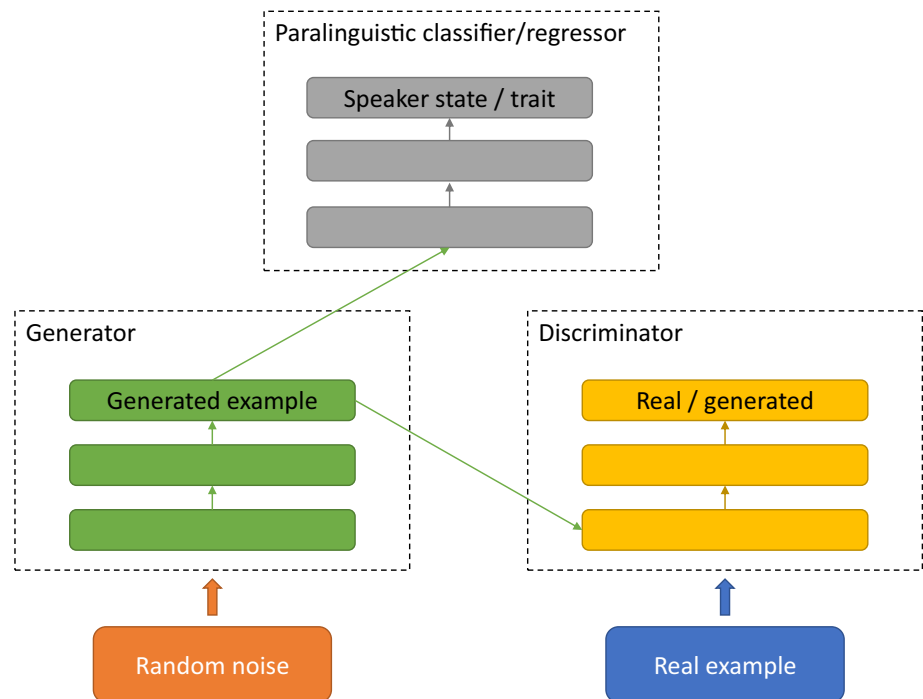 Paralinguistic classifier/regressor
Speaker state / trait
Generator
Generated example
Discriminator
Real / generated
Random noise
Real example